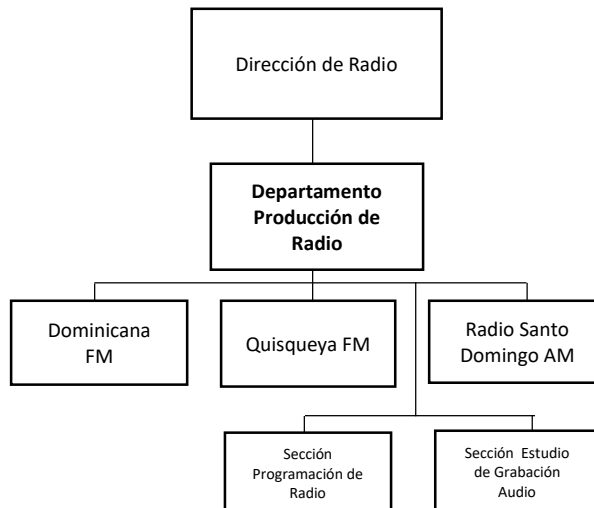 Dirección de Radio
Departamento
Producción de
Radio
Dominicana
FM
Quisqueya FM
Radio Santo
Domingo AM
Sección
Programación de
Radio
Sección Estudio
de Grabación
Audio